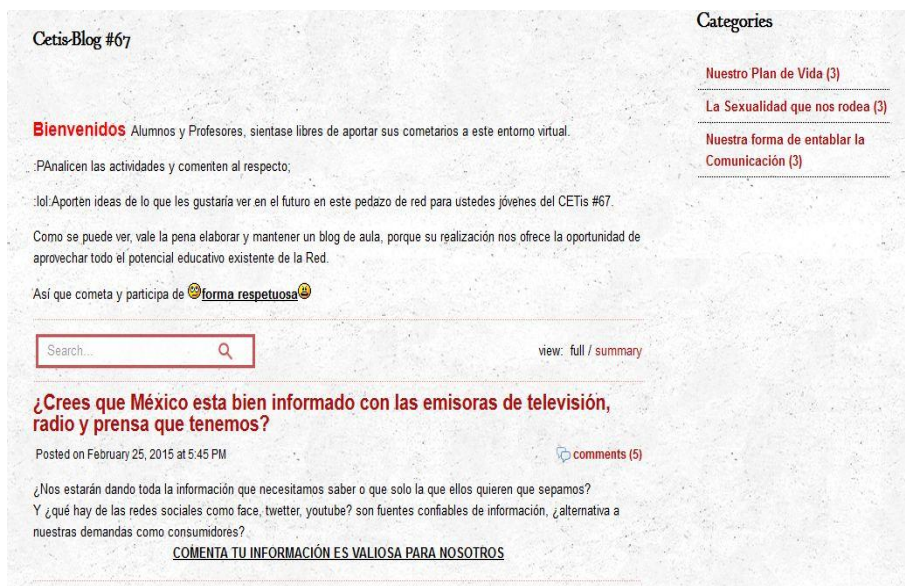 Cetis-Blog #67
Bienvenidos Alumnos y Profesores, sientase libres de aportar sus cometarios a este entorno virtual.
:PAnalicen las actividades y comenten al respecto;
:lol:Aporten ideas de lo que les gustaría ver en el futuro en este pedazo de red para ustedes jóvenes del CETis #67.
Como se puede ver, vale la pena elaborar y mantener un blog de aula, porque su realización nos ofrece la oportunidad de
aprovechar todo el potencial educativo existente de la Red.
Así que cometa y participa de forma respetuosa
Search...
view: full / summary
¿Crees que México esta bien informado con las emisoras de televisión,
radio y prensa que tenemos?
Posted on February 25, 2015 at 5:45 PM
comments (5)
¿Nos estarán dando toda la información que necesitamos saber o que solo la que ellos quieren que sepamos?
Y ¿qué hay de las redes sociales como face, twetter, youtube? son fuentes confiables de información, ¿alternativa a
nuestras demandas como consumidores?
COMENTA TU INFORMACIÓN ES VALIOSA PARA NOSOTROS
Categories
Nuestro Plan de Vida (3)
La Sexualidad que nos rodea (3)
Nuestra forma de entablar la
Comunicación (3)